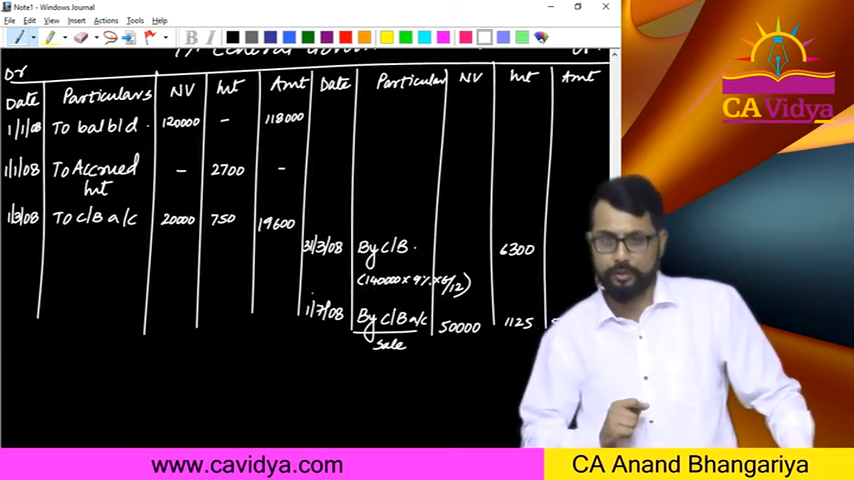 Note1 - Windows Journal
File Edit View Insert Actions Tools Help
Dr
Date Particulars NV Int Amt Date Particular NV Int Amt
1/1/08 To bal b/d 120000 - 118000
1/1/08 To Accrued Int - 2700 -
1/3/08 To C/B a/c 20000 750 19600
31/3/08 By C/B 6300
(140000 x 9% x 6/12)
1/7/08 By C/B a/c 50000 1125
Sale
CA Vidya
www.cavidya.com
CA Anand Bhangariya